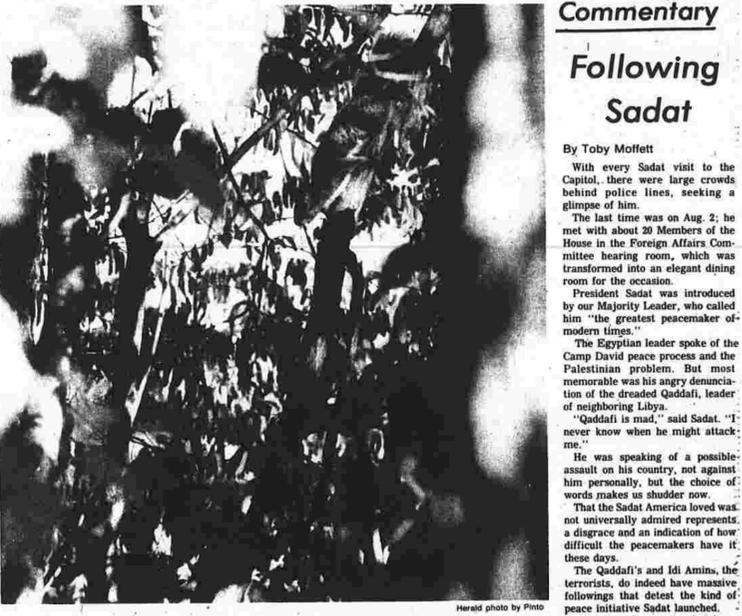 Commentary
Following
Sadat
By Toby Moffett
With every Sadat visit to the
Capitol, there were large crowds
behind police lines, seeking a
glimpse of him.
The last time was on Aug. 2; he
met with about 20 Members of the
House in the Foreign Affairs Com-
mittee hearing room, which was
transformed into an elegant dining
room for the occasion.
President Sadat was introduced
by our Majority Leader, who called
him "the greatest peacemaker of
modern times."
The Egyptian leader spoke of the
Camp David peace process and the
Palestinian problem. But most
memorable was his angry denuncia-
tion of the dreaded Qaddafi, leader
of neighboring Libya.
"Qaddafi is mad," said Sadat. "I
never know when he might attack
me."
He was speaking of a possible
assault on his country, not against
him personally, but the choice of
words makes us shudder now.
That the Sadat America loved was
not universally admired represents
a disgrace and an indication of how
difficult the peacemakers have it
these days.
The Qaddafi's and Idi Amins, the
terrorists, do indeed have massive
followings that detest the kind of
peace initiative Sadat launched.
Herald photo by Pinto